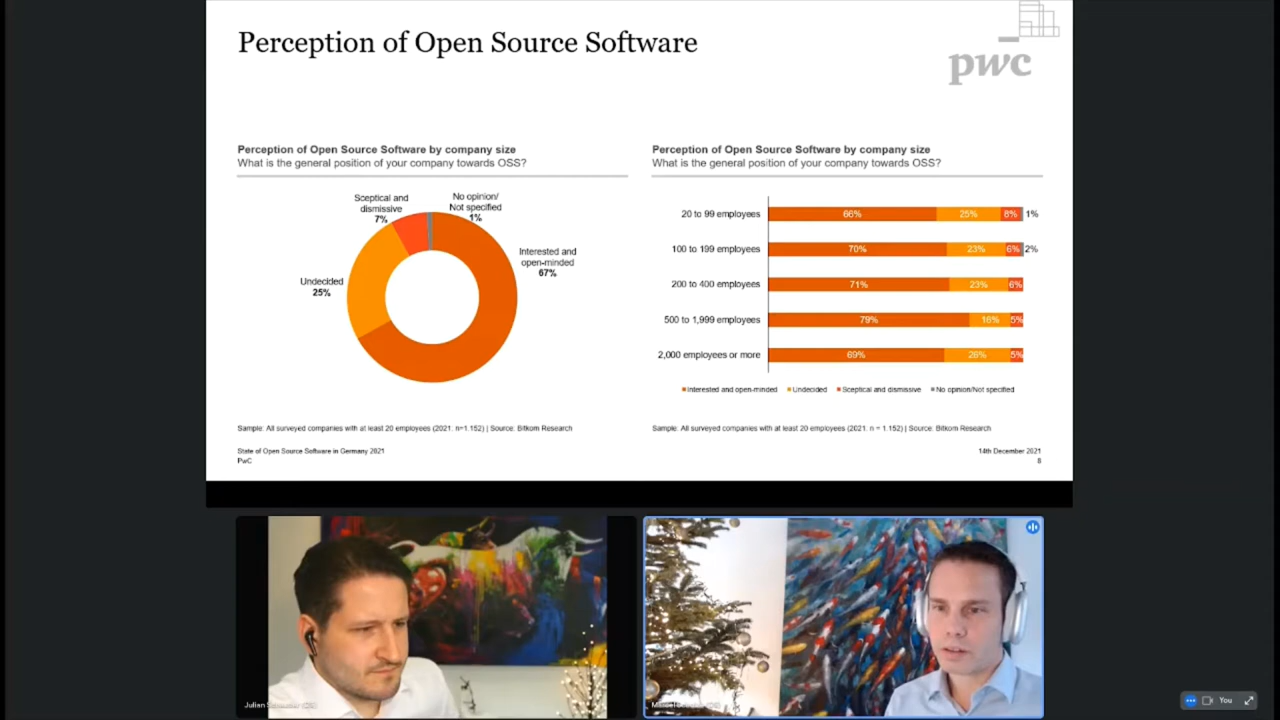 Perception of Open Source Software
pwc
Perception of Open Source Software by company size
What is the general position of your company towards OSS?
Sceptical and
dismissive
7%
No opinion/
Not specified
1%
Interested and
open-minded
67%
Undecided
25%
Sample: All surveyed companies with at least 20 employees (2021: n=1.152) | Source: Bitkom Research
Perception of Open Source Software by company size
What is the general position of your company towards OSS?
20 to 99 employees 66% 25% 8% 1%
100 to 199 employees 70% 23% 6% 2%
200 to 400 employees 71% 23% 6%
500 to 1,999 employees 79% 16% 5%
2,000 employees or more 69% 26% 5%
Interested and open-minded Undecided Sceptical and dismissive No opinion/Not specified
Sample: All surveyed companies with at least 20 employees (2021: n = 1.152) | Source: Bitkom Research
State of Open Source Software in Germany 2021
PwC
14th December 2021
8
Julian
You